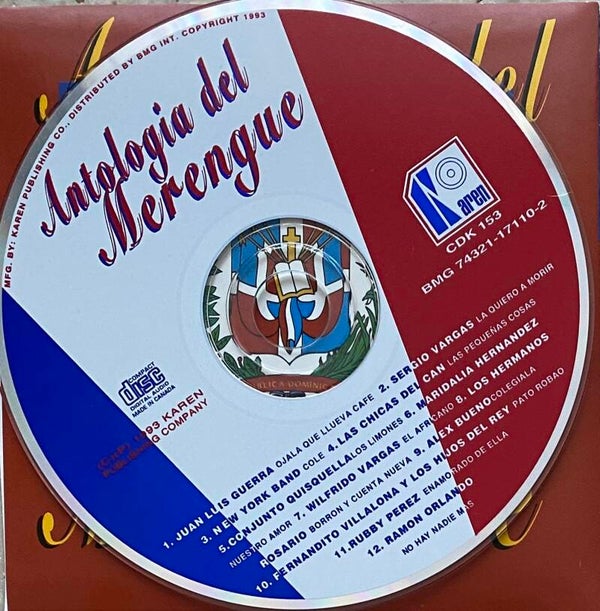 MFG. BY: KAREN PUBLISHING CO., DISTRIBUTED BY BMG INT. COPYRIGHT 1993
Antologia del
Merengue
Karen
CDK 153
BMG 74321-17110-2
COMPACT
disc
DIGITAL AUDIO
MADE IN CANADA
(C+P) 1993 KAREN
PUBLISHING COMPANY
REPUBLICA DOMINIC
1. JUAN LUIS GUERRA OJALA QUE LLUEVA CAFE 2. SERGIO VARGAS LA QUIERO A MORIR
3. NEW YORK BAND COLE 4. LAS CHICAS DEL CAN LAS PEQUEÑAS COSAS
5.CONJUNTO QUISQUELLA LOS LIMONES 6. MARIDALIA HERNANDEZ
NUESTRO AMOR 7. WILFRIDO VARGAS EL AFRICANO 8. LOS HERMANOS
ROSARIO BORRON Y CUENTA NUEVA 9. ALEX BUENO COLEGIALA
10. FERNANDITO VILLALONA Y LOS HIJOS DEL REY PATO ROBAO
11.RUBBY PEREZ ENAMORADO DE ELLA
12. RAMON ORLANDO
NO HAY NADIE MAS
del